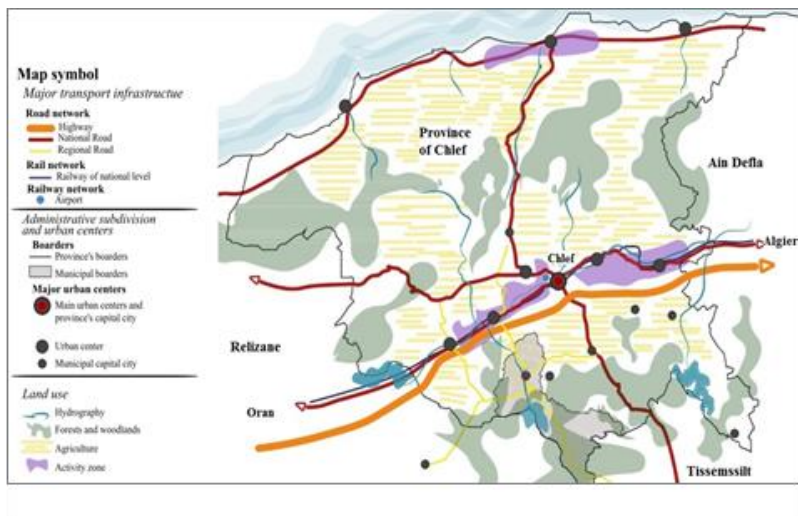 Map symbol
Major transport infrastructue
Road network
Highway
National Road
Regional Road
Rail network
Railway of national level
Railway network
Airport
Administrative subdivision
and urban centers
Boarders
Province's boarders
Municipal boarders
Major urban centers
Main urban centers and
province's capital city
Urban center
Municipal capital city
Land use
Hydrography
Forests and woodlands
Agriculture
Activity zone
Province
of Chlef
Ain Defla
Chlef
Algier
Relizane
Oran
Tissemssilt